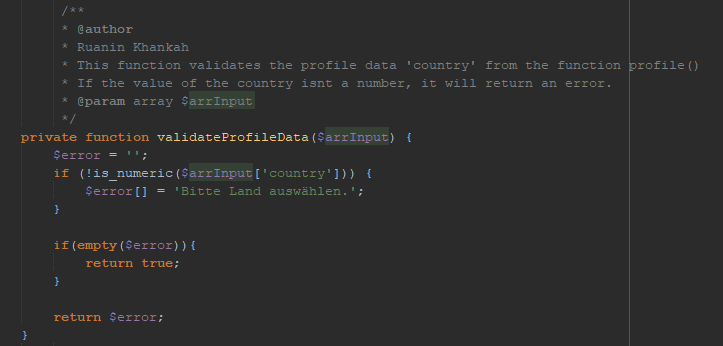 /**
* @author
* Ruanin Khankah
* This function validates the profile data 'country' from the function profile()
* If the value of the country isnt a number, it will return an error.
* @param array $arrInput
*/
private function validateProfileData($arrInput) {
$error = '';
if (!is_numeric($arrInput['country'])) {
$error[] = 'Bitte Land auswählen.';
}
if(empty($error)){
return true;
}
return $error;
}